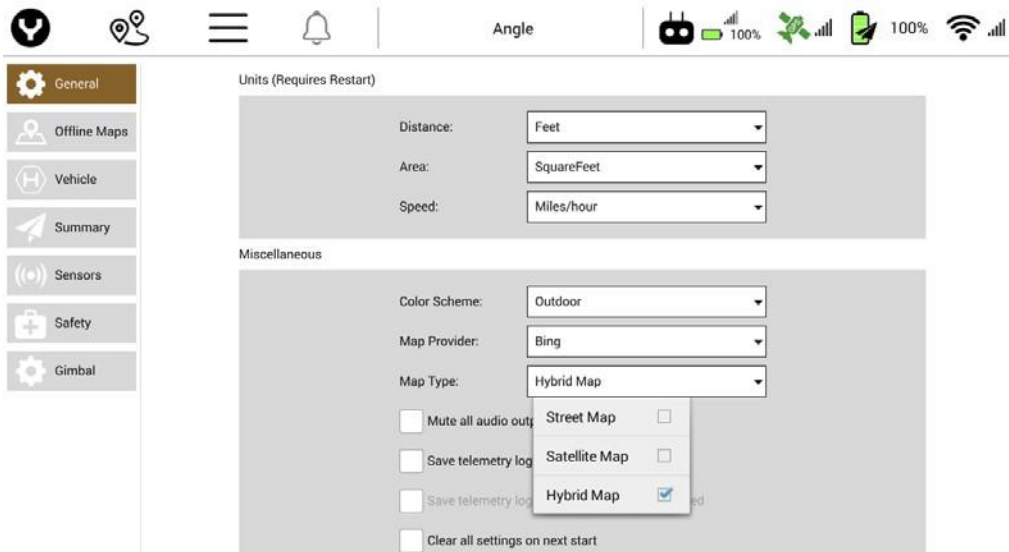 Angle
100%
100%
General
Offline Maps
Vehicle
Summary
Sensors
Safety
Gimbal
Units (Requires Restart)
Distance: Feet
Area: SquareFeet
Speed: Miles/hour
Miscellaneous
Color Scheme: Outdoor
Map Provider: Bing
Map Type: Hybrid Map
Street Map
Satellite Map
Hybrid Map
Mute all audio
Save telemetry log
Save telemetry log
Clear all settings on next start